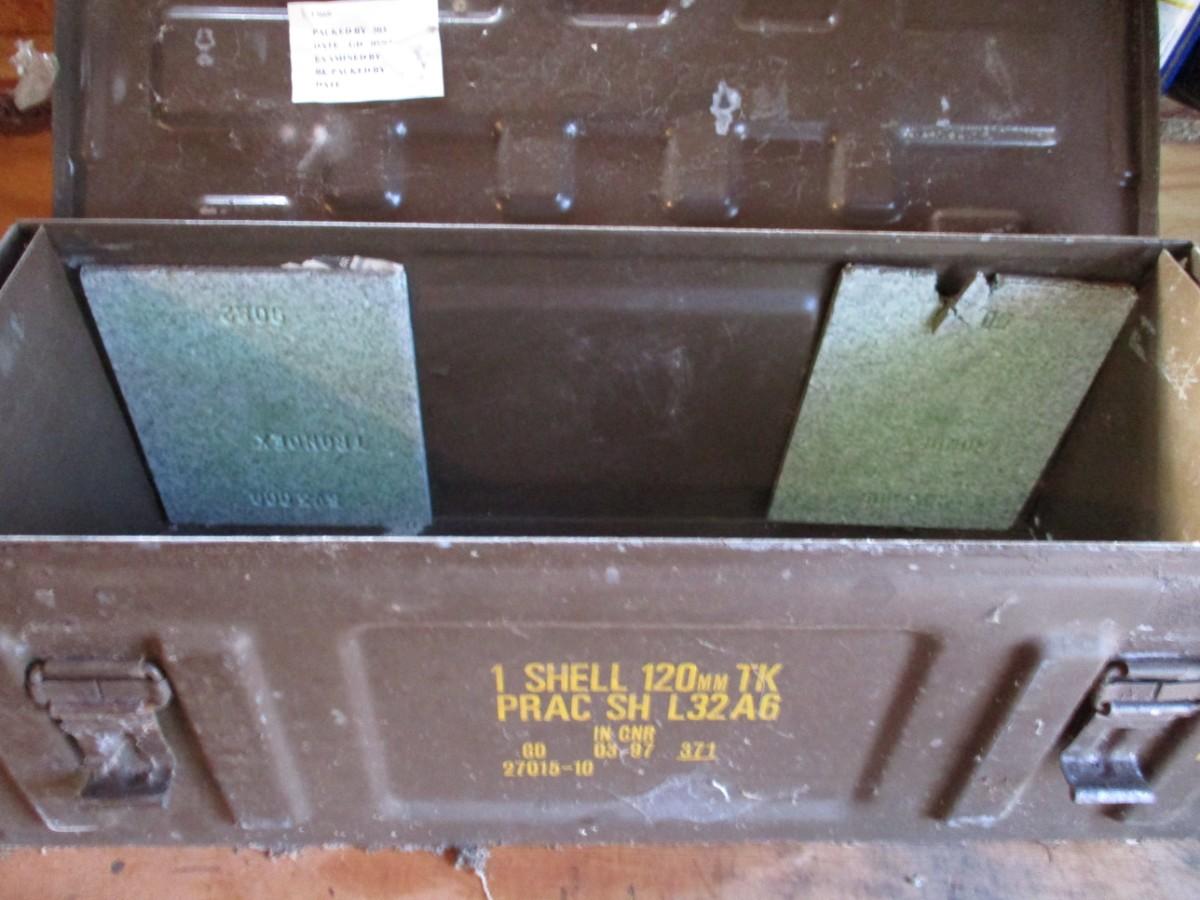 PACKED BY
DATE
EXAMINED BY
RE-PACKED BY
DATE
TRONDEX
1 SHELL 120MM TK
PRAC SH L32A6
IN CNR
GD 03-97 371
27015-10